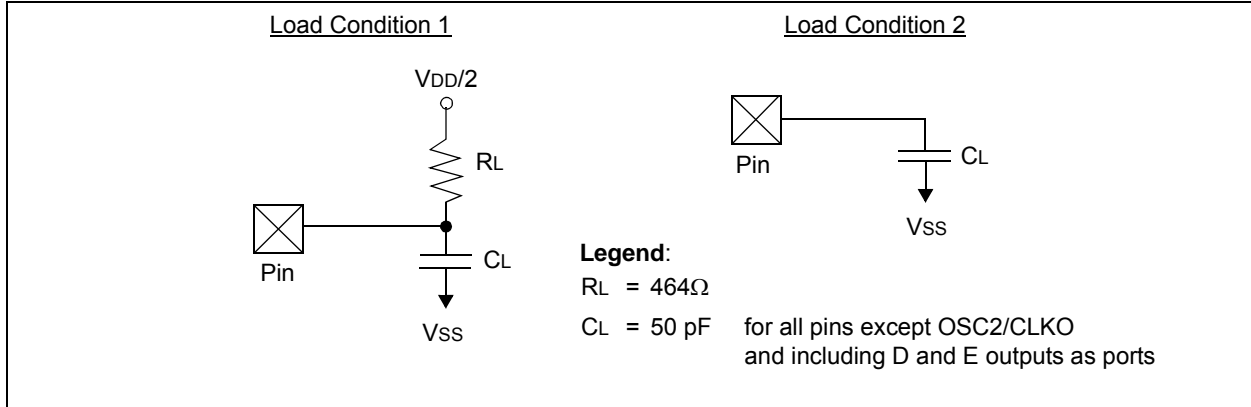 Load Condition 1
VDD/2
RL
Pin
CL
VSS
Load Condition 2
Pin
CL
VSS
Legend:
RL = 464Ω
CL = 50 pF for all pins except OSC2/CLKO
and including D and E outputs as ports